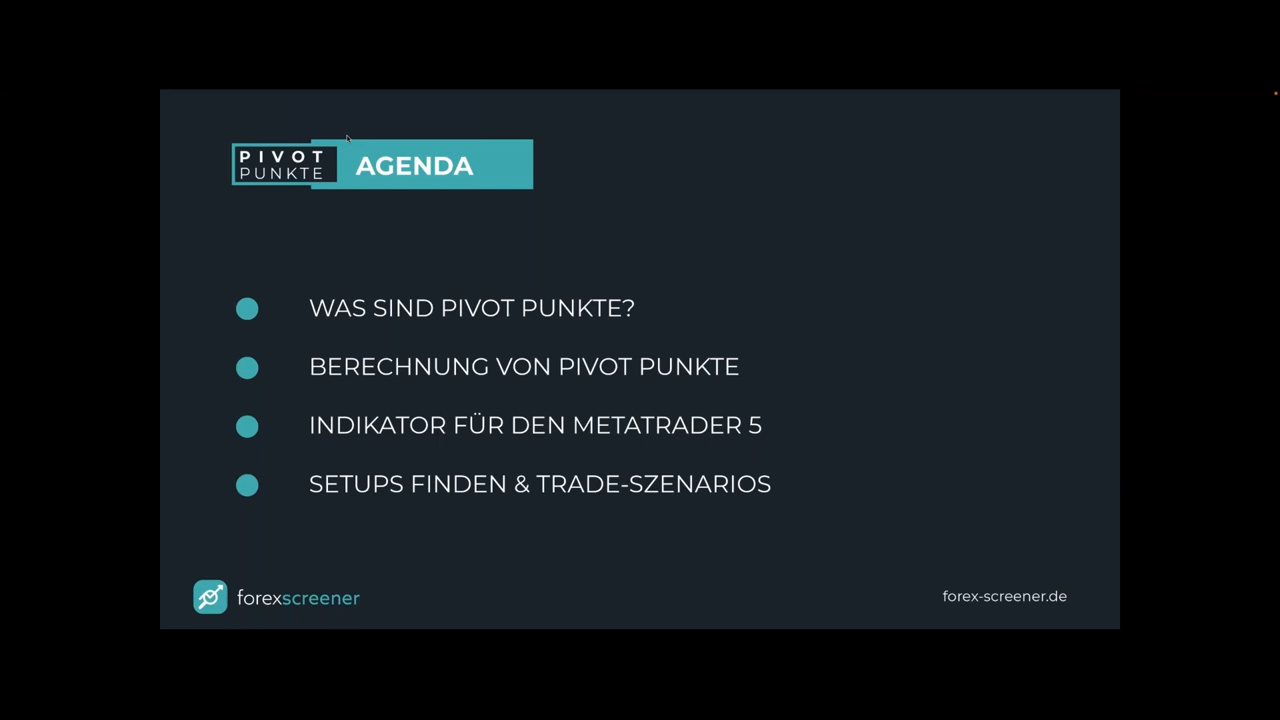 PIVOT
PUNKTE
AGENDA
WAS SIND PIVOT PUNKTE?
BERECHNUNG VON PIVOT PUNKTE
INDIKATOR FÜR DEN METATRADER 5
SETUPS FINDEN & TRADE-SZENARIOS
forexscreener
forex-screener.de